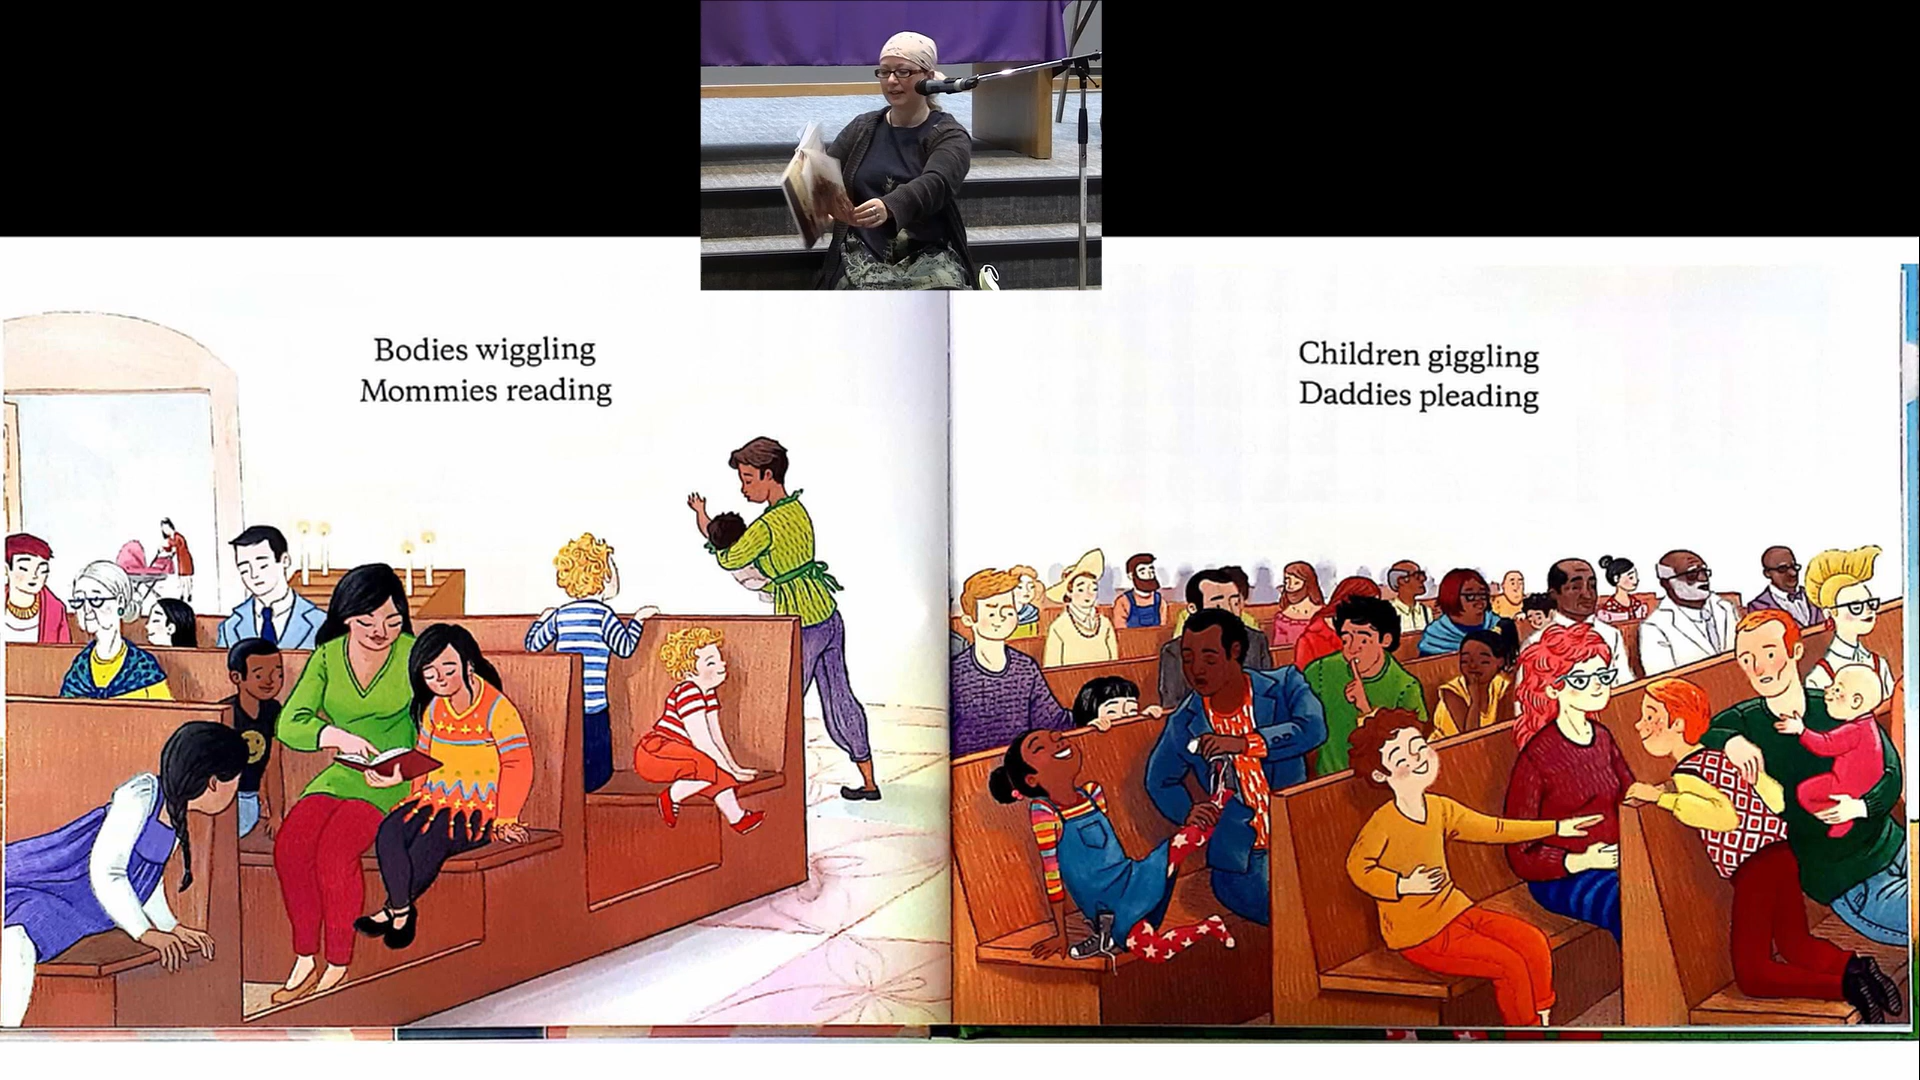 Bodies wiggling
Mommies reading
Children giggling
Daddies pleading